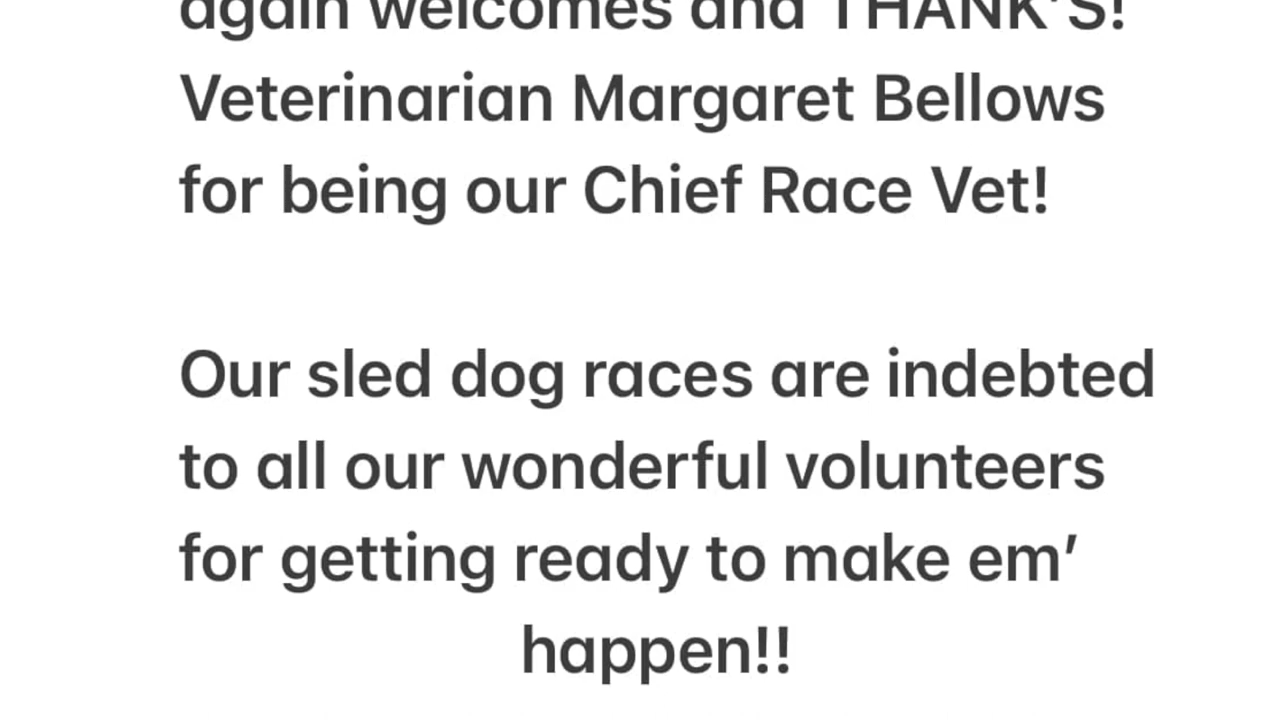 again welcomes and THANK'S!
Veterinarian Margaret Bellows
for being our Chief Race Vet!
Our sled dog races are indebted
to all our wonderful volunteers
for getting ready to make em’
happen!!